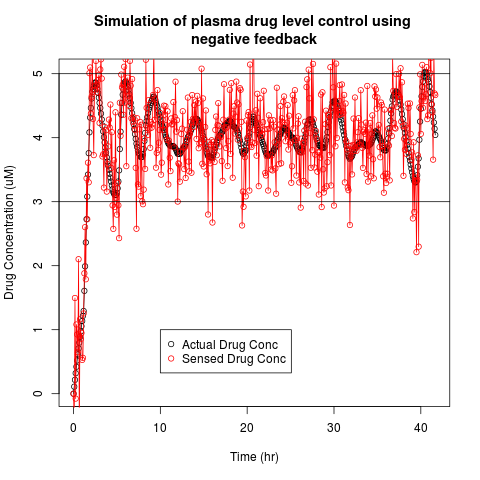 Simulation of plasma drug level control using
negative feedback
Drug Concentration (uM)
5
4
3
2
1
0
Actual Drug Conc
Sensed Drug Conc
0 10 20 30 40
Time (hr)